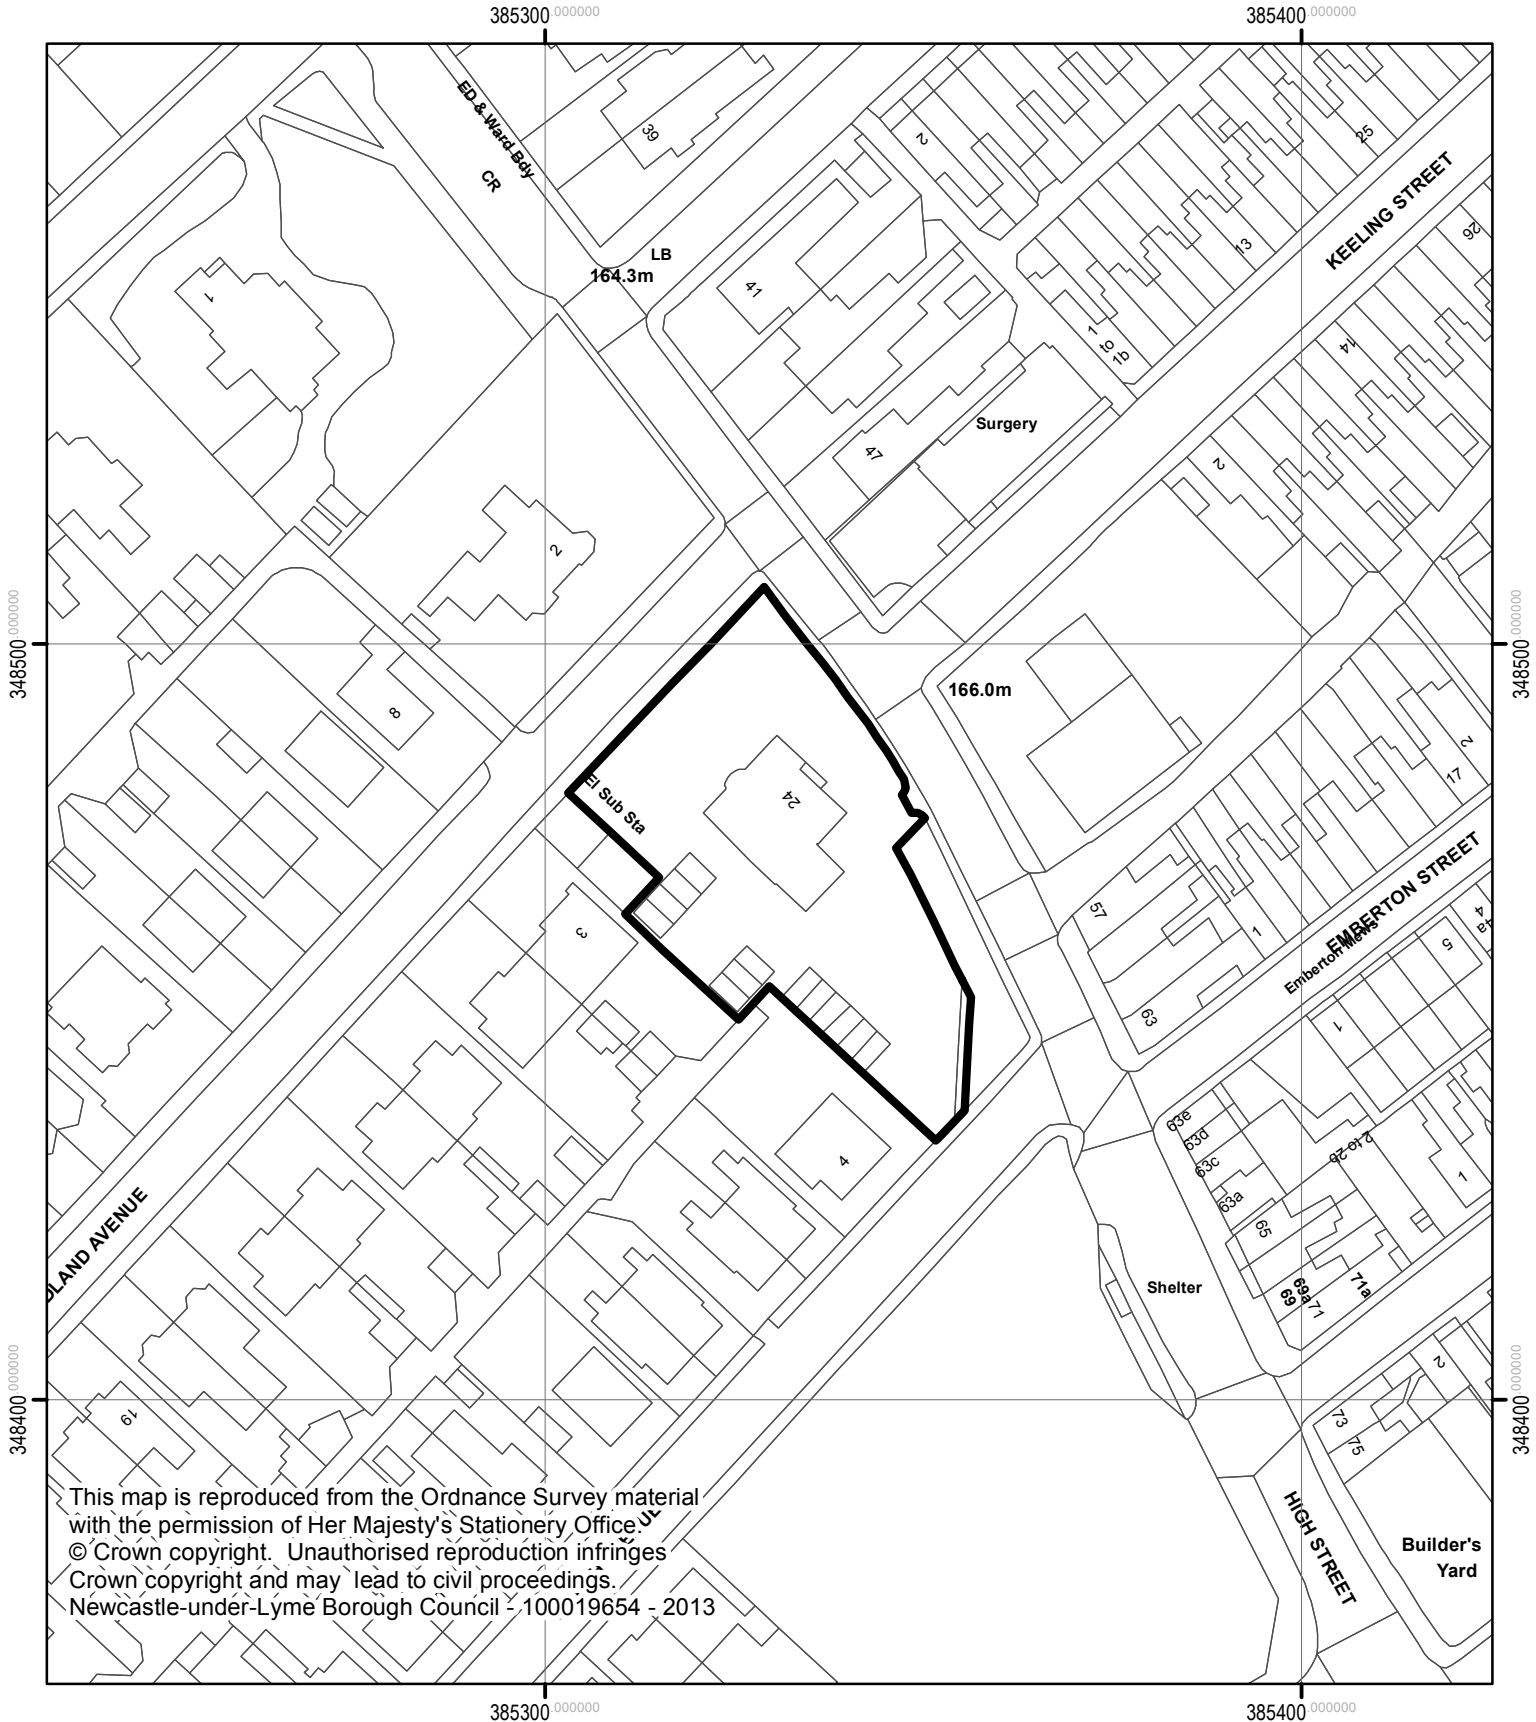 385300.000000
385400.000000
ED & Ward Bdy
CR
39
2
25
KEELING STREET
13
26
LB
164.3m
41
1
1
to
1b
14
Surgery
47
2
2
348500.000000
348500.000000
8
166.0m
El Sub Sta
24
2
17
57
1
EMBERTON STREET
Emberton Mews
4
4a
5
3
63
1
63e
63d
63c
63a
65
2 to 2b
1
4
DLAND AVENUE
Shelter
69
69a
71
71a
2
348400.000000
348400.000000
19
73
75
This map is reproduced from the Ordnance Survey material
with the permission of Her Majesty's Stationery Office.
© Crown copyright. Unauthorised reproduction infringes
Crown copyright and may lead to civil proceedings.
Newcastle-under-Lyme Borough Council - 100019654 - 2013
HIGH STREET
Builder's
Yard
385300.000000
385400.000000